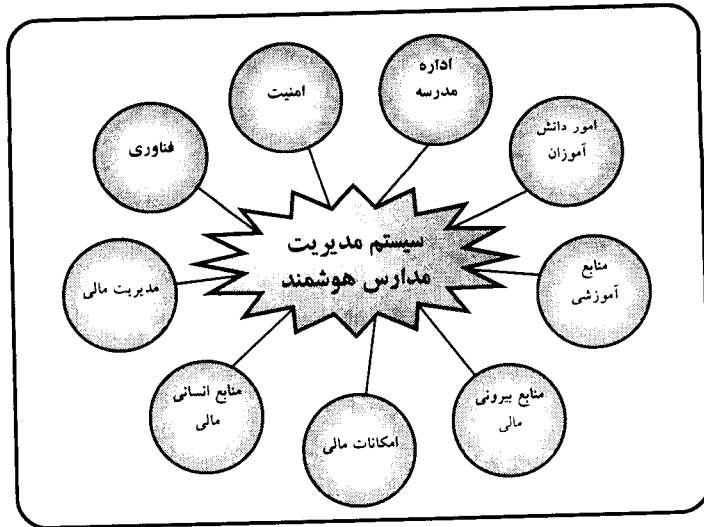 اداره
مدرسه
امنیت
امور دانش
آموزان
فناوری
سیستم مدیریت
مدارس هوشمند
منابع
آموزشی
مدیریت مالی
منابع بیرونی
مالی
منابع انسانی
مالی
امکانات مالی